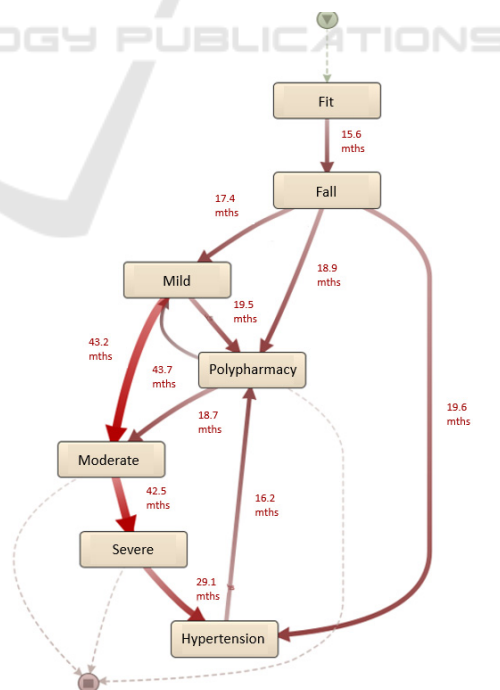 OGY PUBLICATIONS
Fit
15.6
mths
Fall
17.4
mths
18.9
mths
Mild
19.5
mths
43.2
mths
43.7
mths
Polypharmacy
19.6
mths
18.7
mths
Moderate
42.5
mths
16.2
mths
Severe
29.1
mths
Hypertension